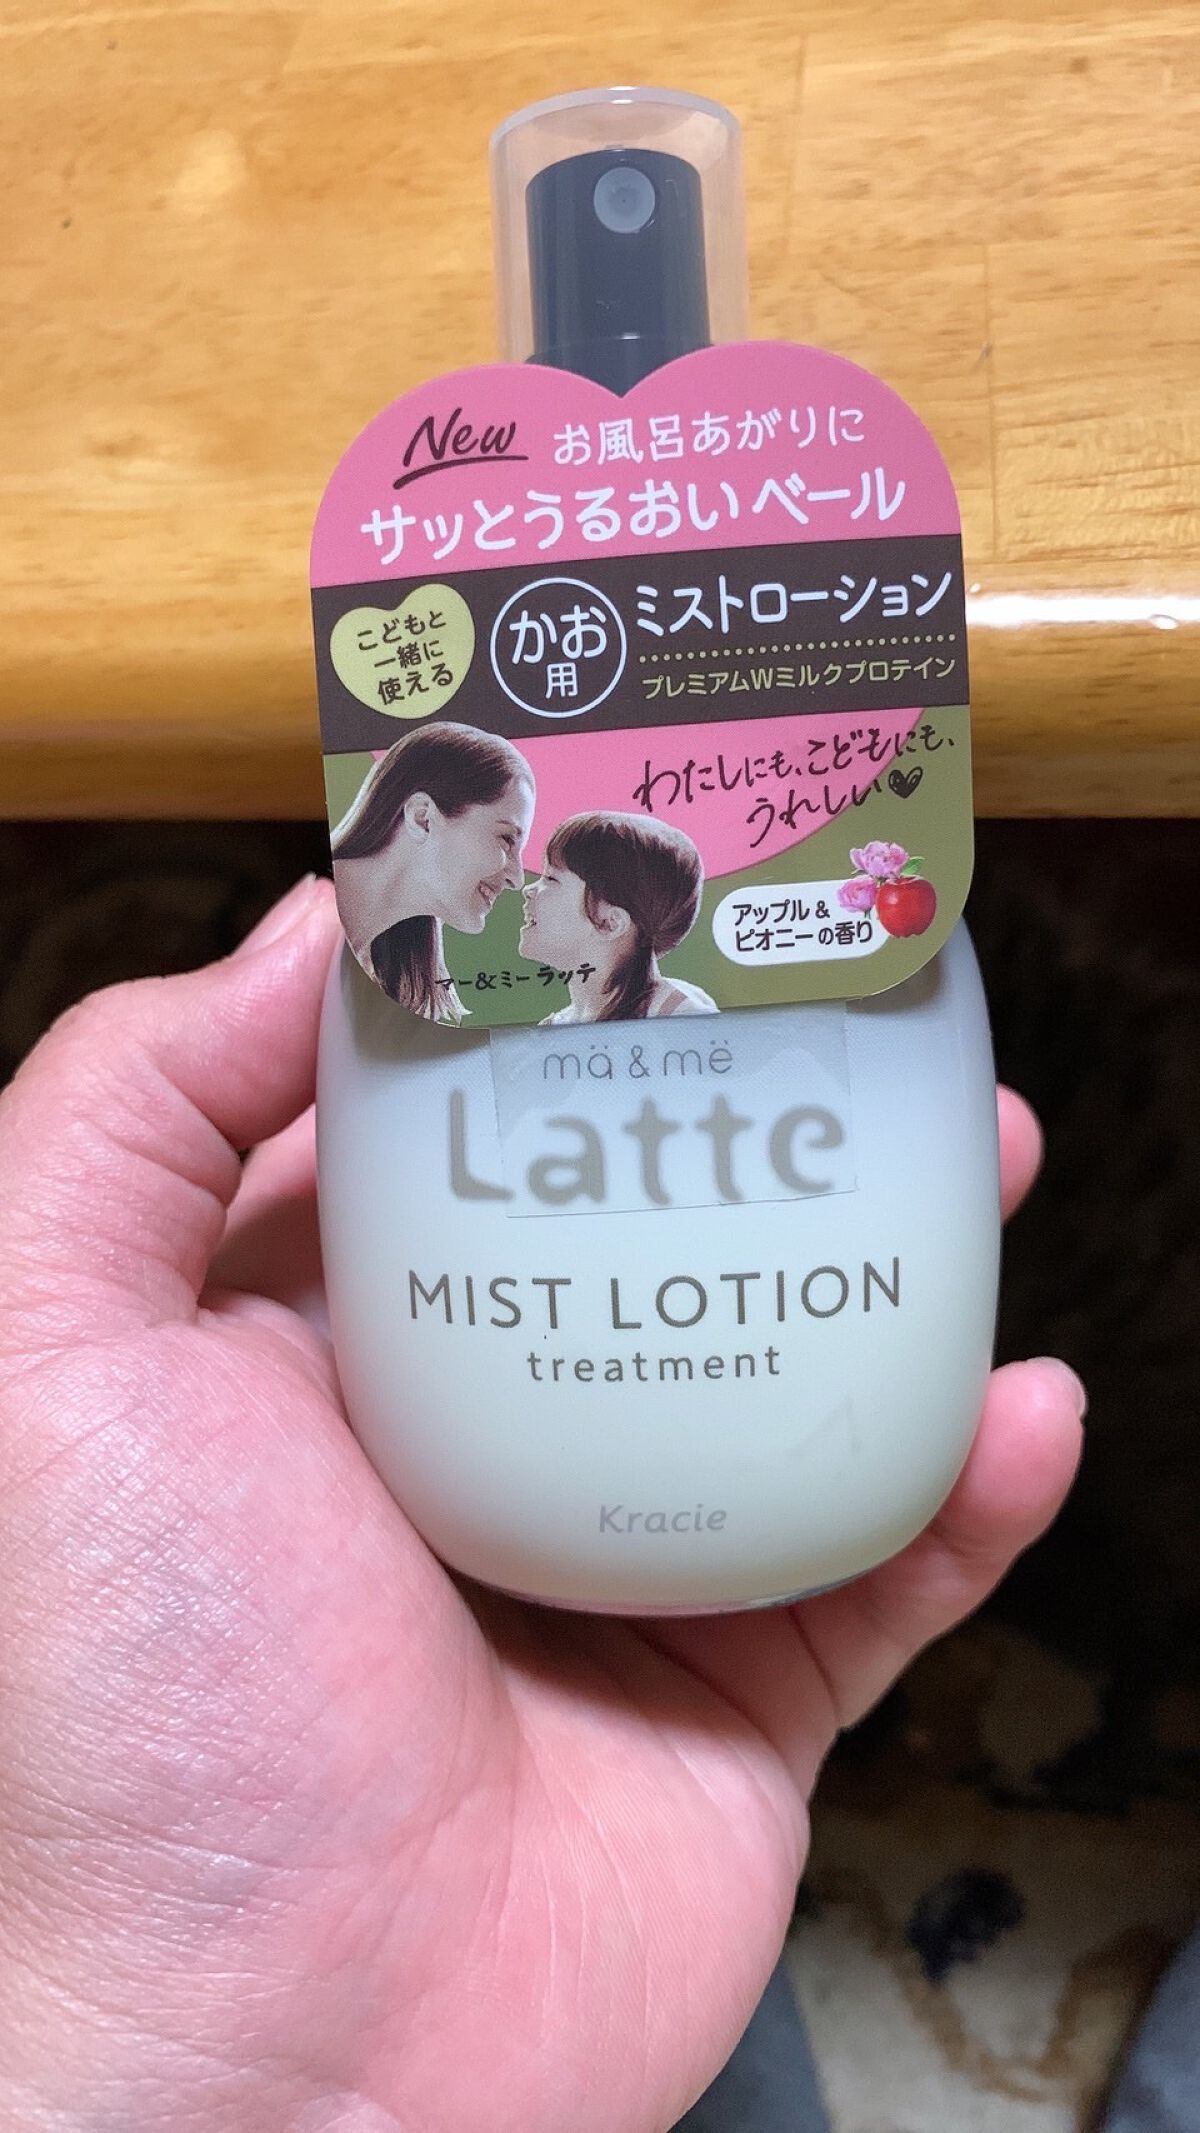 New お風呂あがりに
サッとうるおいベール
こどもと
一緒に
使える
かお
用
ミストローション
プレミアムWミルクプロテイン
わたしにも、こどもにも、
うれしい♥
アップル&
ピオニーの香り
マー&ミー ラッテ
mä & më
Latte
MIST LOTION
treatment
Kracie